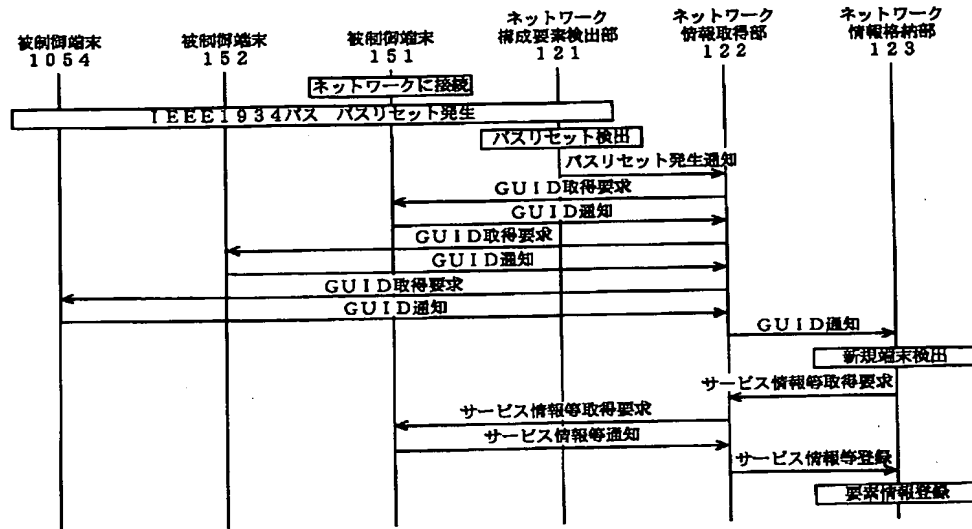 被制御端末
1054
被制御端末
152
被制御端末
151
ネットワーク
構成要素検出部
121
ネットワーク
情報取得部
122
ネットワーク
情報格納部
123
ネットワークに接続
IEEE1934バス バスリセット発生
バスリセット検出
バスリセット発生通知
GUID取得要求
GUID通知
GUID取得要求
GUID通知
GUID取得要求
GUID通知
GUID通知
新規端末検出
サービス情報等取得要求
サービス情報等取得要求
サービス情報等通知
サービス情報等登録
要素情報登録